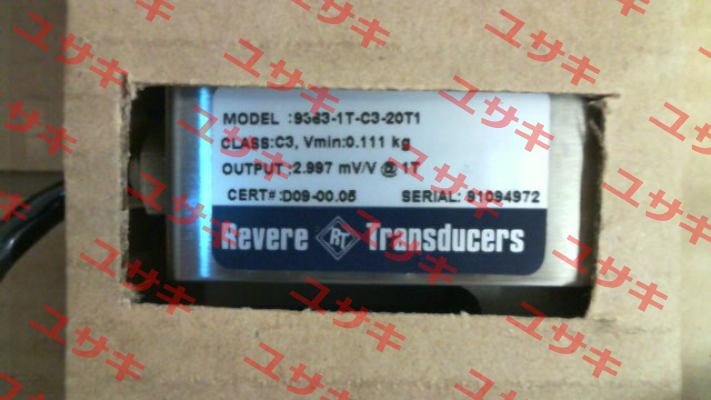 MODEL :9363-1T-C3-20T1
CLASS:C3, Vmin:0.111 kg
OUTPUT :2.997 mV/V @ 1T
CERT# :D09-00.05 SERIAL: 91094972
Revere RT Transducers
ユサキ